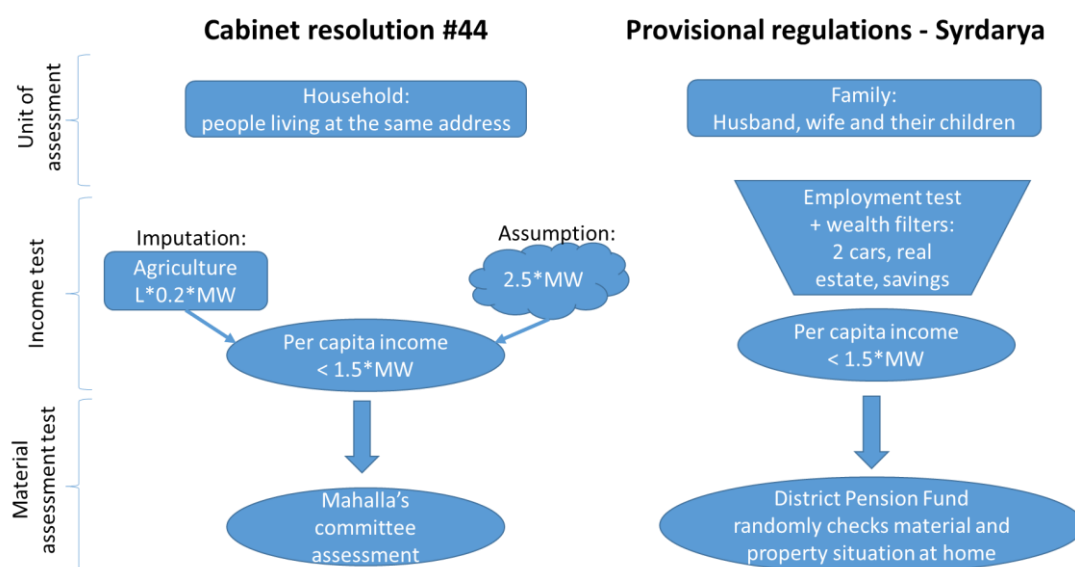 Cabinet resolution #44
Provisional regulations - Syrdarya
Unit of
assessment
Household:
people living at the same address
Family:
Husband, wife and their children
Income test
Imputation:
Agriculture
L*0.2*MW
Assumption:
2.5*MW
Per capita income
< 1.5*MW
Employment test
+ wealth filters:
2 cars, real
estate, savings
Per capita income
< 1.5*MW
Material
assessment test
Mahalla's
committee
assessment
District Pension Fund
randomly checks material and
property situation at home